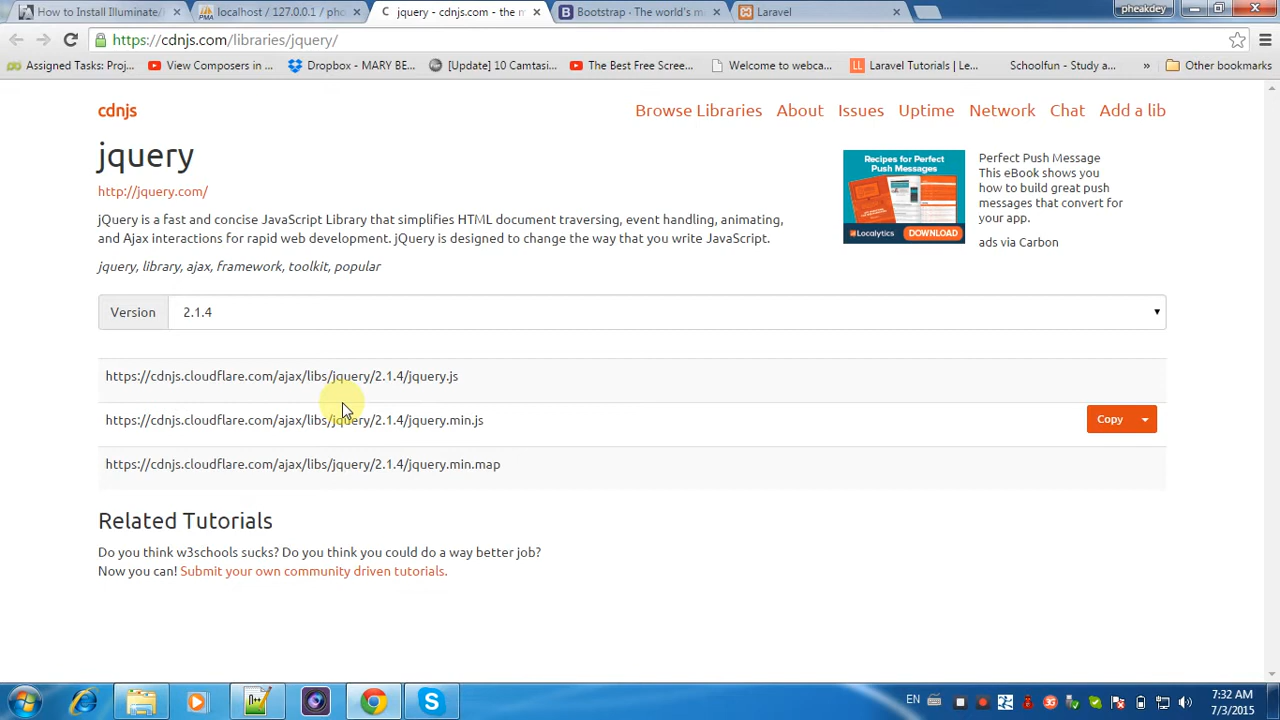 How to Install Illuminate/
localhost / 127.0.0.1 / pho
jquery - cdnjs.com - the m
Bootstrap · The world's m
Laravel
pheakdey
https://cdnjs.com/libraries/jquery/
Assigned Tasks: Proj...
View Composers in ...
Dropbox - MARY BE...
[Update] 10 Camtasi...
The Best Free Scree...
Welcome to webca...
Laravel Tutorials | Le...
Schoolfun - Study a...
»
Other bookmarks
cdnjs
Browse Libraries
About
Issues
Uptime
Network
Chat
Add a lib
jquery
http://jquery.com/
jQuery is a fast and concise JavaScript Library that simplifies HTML document traversing, event handling, animating,
and Ajax interactions for rapid web development. jQuery is designed to change the way that you write JavaScript.
jquery, library, ajax, framework, toolkit, popular
Recipes for Perfect
Push Messages
Localytics
DOWNLOAD
Perfect Push Message
This eBook shows you
how to build great push
messages that convert for
your app.
ads via Carbon
Version
2.1.4
https://cdnjs.cloudflare.com/ajax/libs/jquery/2.1.4/jquery.js
https://cdnjs.cloudflare.com/ajax/libs/jquery/2.1.4/jquery.min.js
Copy
https://cdnjs.cloudflare.com/ajax/libs/jquery/2.1.4/jquery.min.map
Related Tutorials
Do you think w3schools sucks? Do you think you could do a way better job?
Now you can! Submit your own community driven tutorials.
EN
7:32 AM
7/3/2015